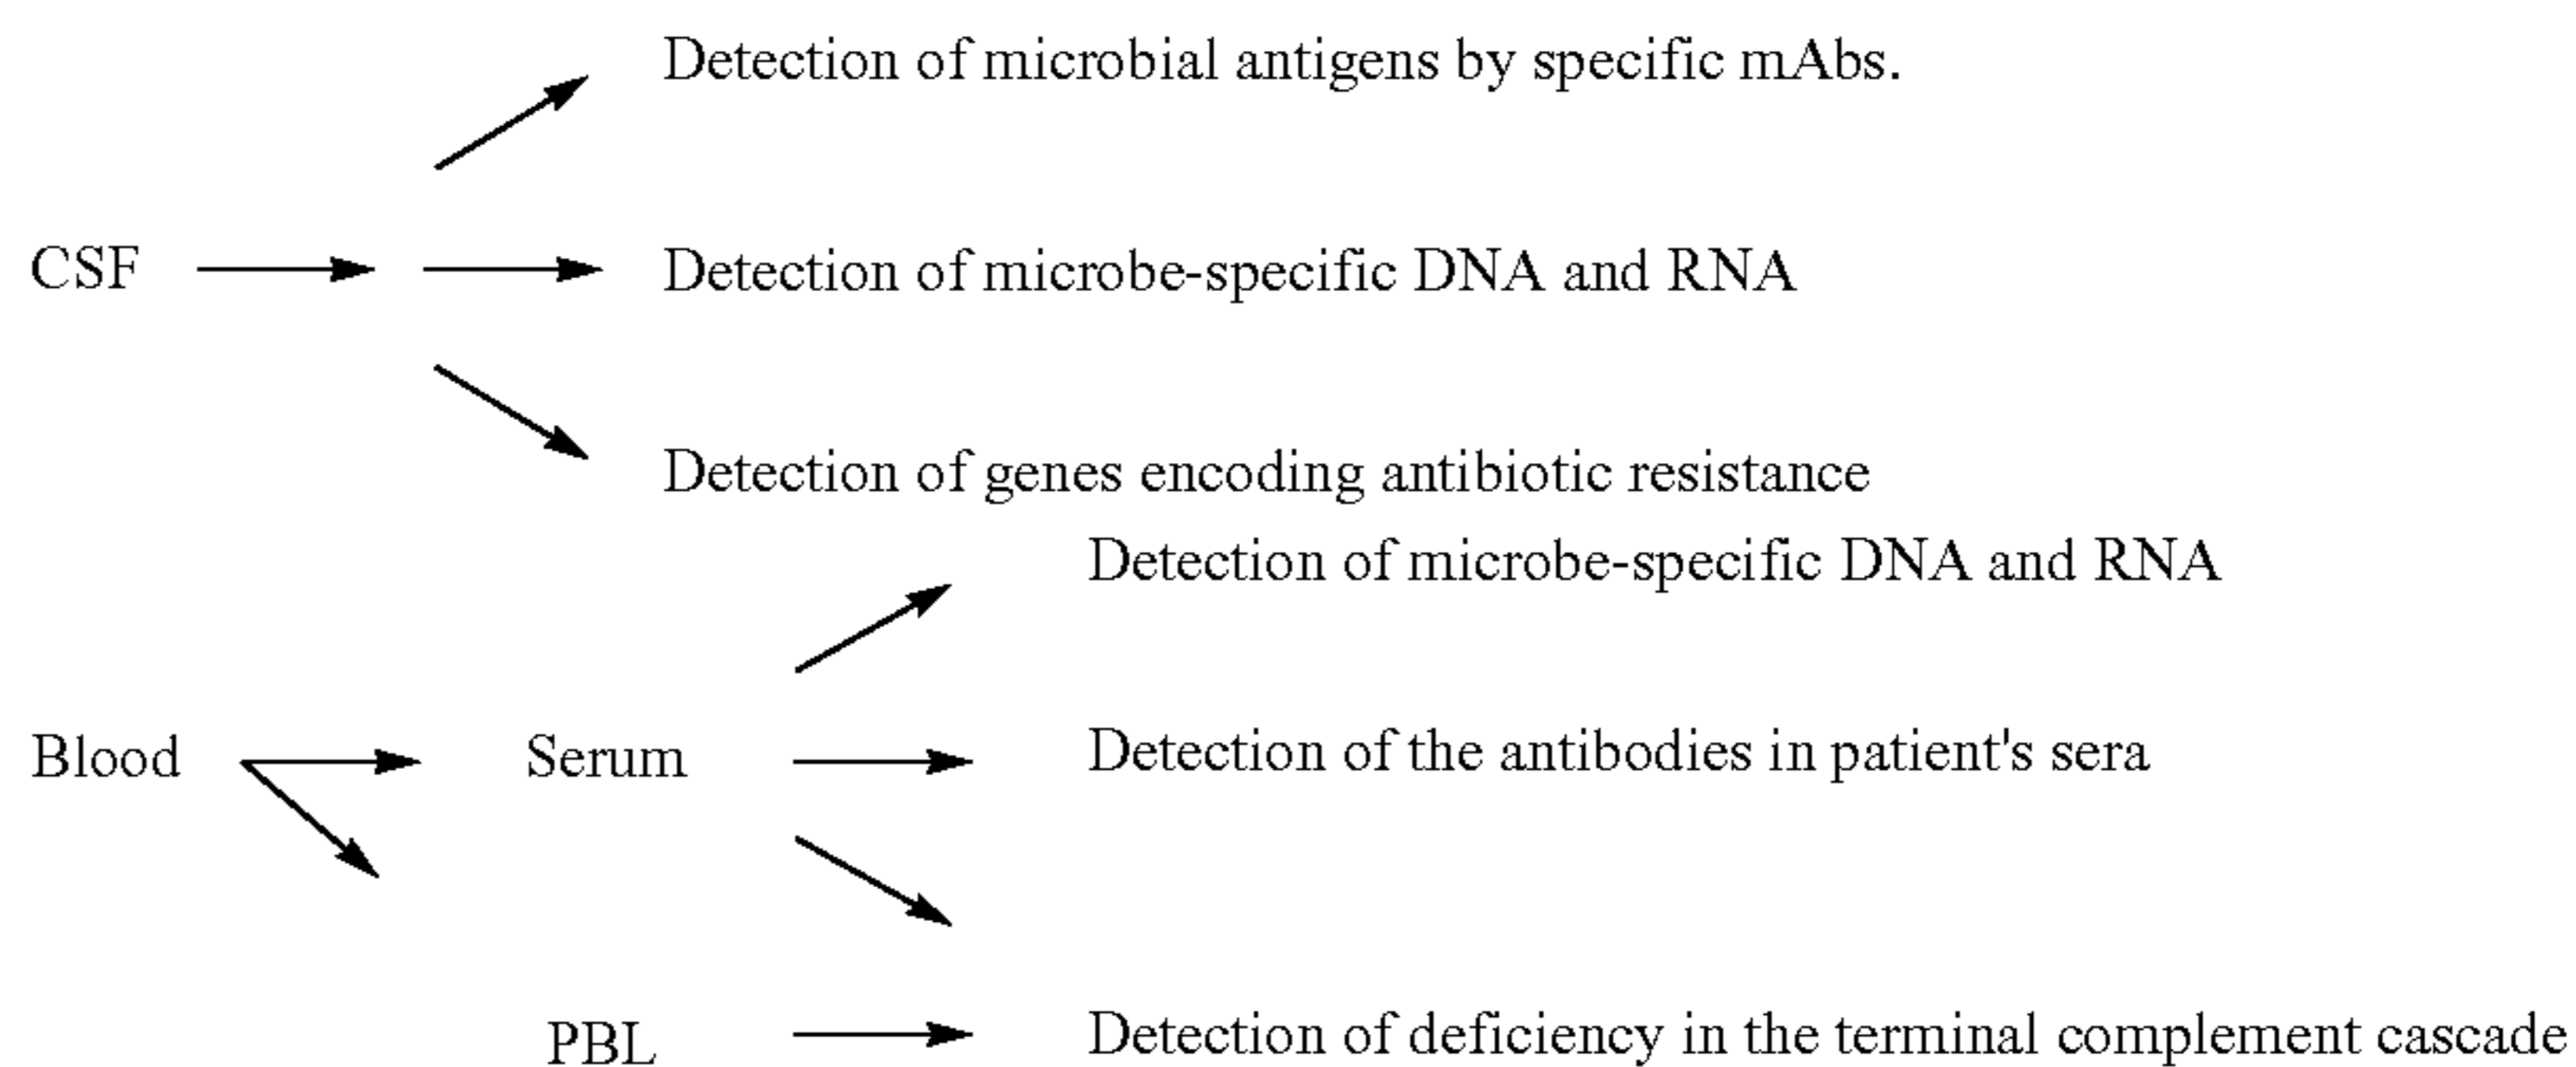 Detection of microbial antigens by specific mAbs.
CSF
Detection of microbe-specific DNA and RNA
Detection of genes encoding antibiotic resistance
Detection of microbe-specific DNA and RNA
Blood
Serum
Detection of the antibodies in patient's sera
PBL
Detection of deficiency in the terminal complement cascade